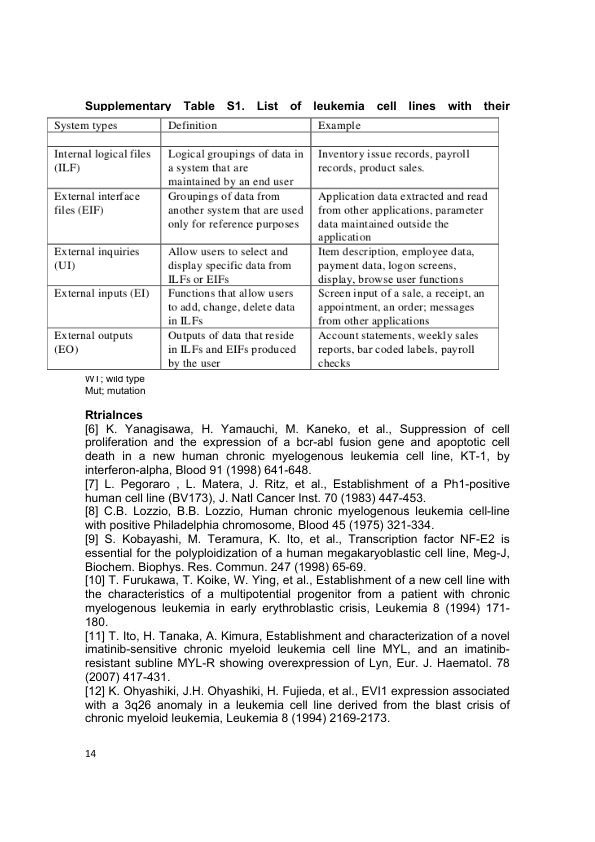 Supplementary Table S1. List of leukemia cell lines with their
System types Definition Example
Internal logical files Logical groupings of data in Inventory issue records, payroll
(ILF) a system that are records, product sales.
maintained by an end user
External interface Groupings of data from Application data extracted and read
files (EIF) another system that are used from other applications, parameter
only for reference purposes data maintained outside the
application
External inquiries Allow users to select and Item description, employee data,
(UI) display specific data from payment data, logon screens,
ILFs or EIFs display, browse user functions
External inputs (EI) Functions that allow users Screen input of a sale, a receipt, an
to add, change, delete data appointment, an order; messages
in ILFs from other applications
External outputs Outputs of data that reside Account statements, weekly sales
(EO) in ILFs and EIFs produced reports, bar coded labels, payroll
by the user checks
WT; wild type
Mut; mutation
Rtrialnces
[6] K. Yanagisawa, H. Yamauchi, M. Kaneko, et al., Suppression of cell
proliferation and the expression of a bcr-abl fusion gene and apoptotic cell
death in a new human chronic myelogenous leukemia cell line, KT-1, by
interferon-alpha, Blood 91 (1998) 641-648.
[7] L. Pegoraro , L. Matera, J. Ritz, et al., Establishment of a Ph1-positive
human cell line (BV173), J. Natl Cancer Inst. 70 (1983) 447-453.
[8] C.B. Lozzio, B.B. Lozzio, Human chronic myelogenous leukemia cell-line
with positive Philadelphia chromosome, Blood 45 (1975) 321-334.
[9] S. Kobayashi, M. Teramura, K. Ito, et al., Transcription factor NF-E2 is
essential for the polyploidization of a human megakaryoblastic cell line, Meg-J,
Biochem. Biophys. Res. Commun. 247 (1998) 65-69.
[10] T. Furukawa, T. Koike, W. Ying, et al., Establishment of a new cell line with
the characteristics of a multipotential progenitor from a patient with chronic
myelogenous leukemia in early erythroblastic crisis, Leukemia 8 (1994) 171-
180.
[11] T. Ito, H. Tanaka, A. Kimura, Establishment and characterization of a novel
imatinib-sensitive chronic myeloid leukemia cell line MYL, and an imatinib-
resistant subline MYL-R showing overexpression of Lyn, Eur. J. Haematol. 78
(2007) 417-431.
[12] K. Ohyashiki, J.H. Ohyashiki, H. Fujieda, et al., EVI1 expression associated
with a 3q26 anomaly in a leukemia cell line derived from the blast crisis of
chronic myeloid leukemia, Leukemia 8 (1994) 2169-2173.
14